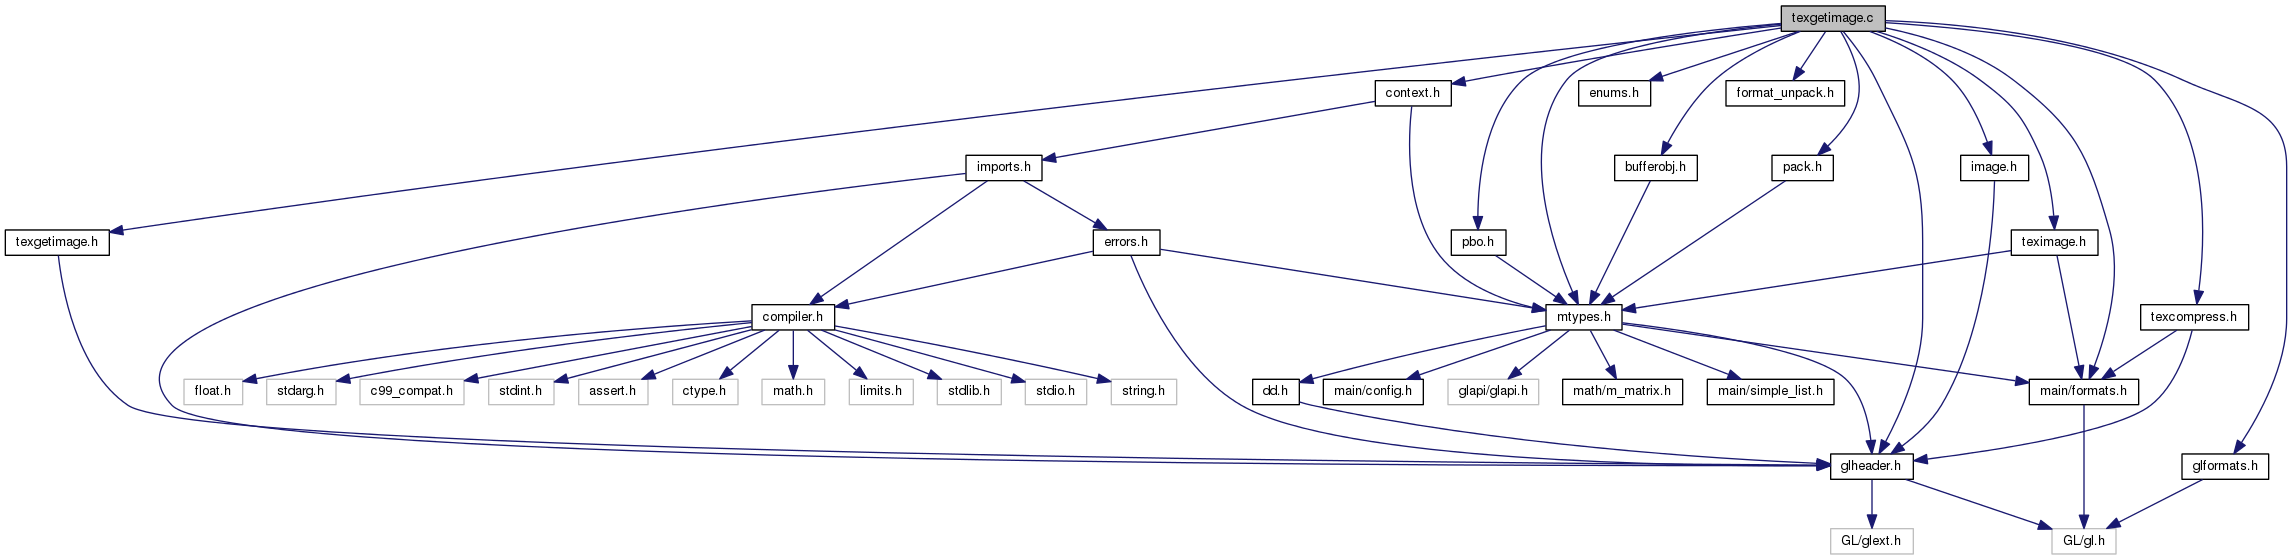 texgetimage.c
context.h
enums.h
format_unpack.h
imports.h
bufferobj.h
pack.h
image.h
texgetimage.h
errors.h
pbo.h
teximage.h
compiler.h
mtypes.h
texcompress.h
float.h
stdarg.h
c99_compat.h
stdint.h
assert.h
ctype.h
math.h
limits.h
stdlib.h
stdio.h
string.h
dd.h
main/config.h
glapi/glapi.h
math/m_matrix.h
main/simple_list.h
main/formats.h
glheader.h
glformats.h
GL/glext.h
GL/gl.h